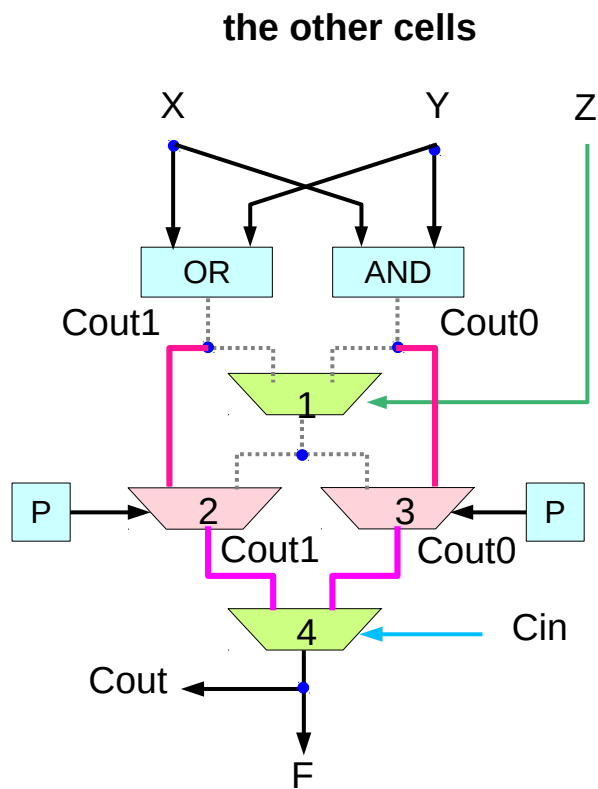 the other cells
X Y Z
OR AND
Cout1 Cout0
1
P 2 3 P
Cout1 Cout0
4 Cin
Cout
F